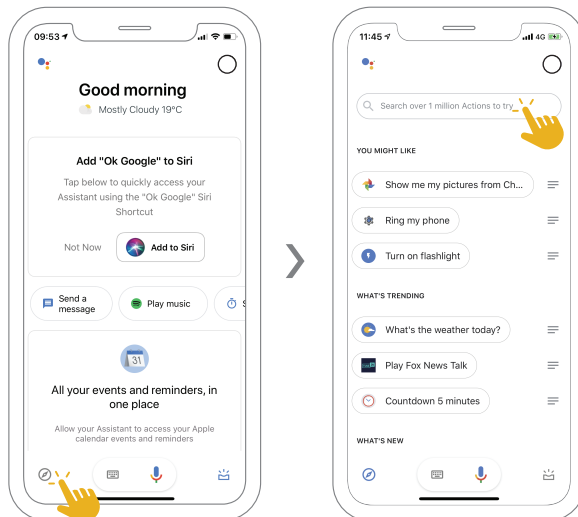 09:53
Good morning
Mostly Cloudy 19°C
Add "Ok Google" to Siri
Tap below to quickly access your
Assistant using the "Ok Google" Siri
Shortcut
Not Now
Add to Siri
Send a
message
Play music
S
31
All your events and reminders, in
one place
Allow your Assistant to access your Apple
calendar events and reminders
11:45
4G
Search over 1 million Actions to try
YOU MIGHT LIKE
Show me my pictures from Ch...
Ring my phone
Turn on flashlight
WHAT'S TRENDING
What's the weather today?
Play Fox News Talk
Countdown 5 minutes
WHAT'S NEW